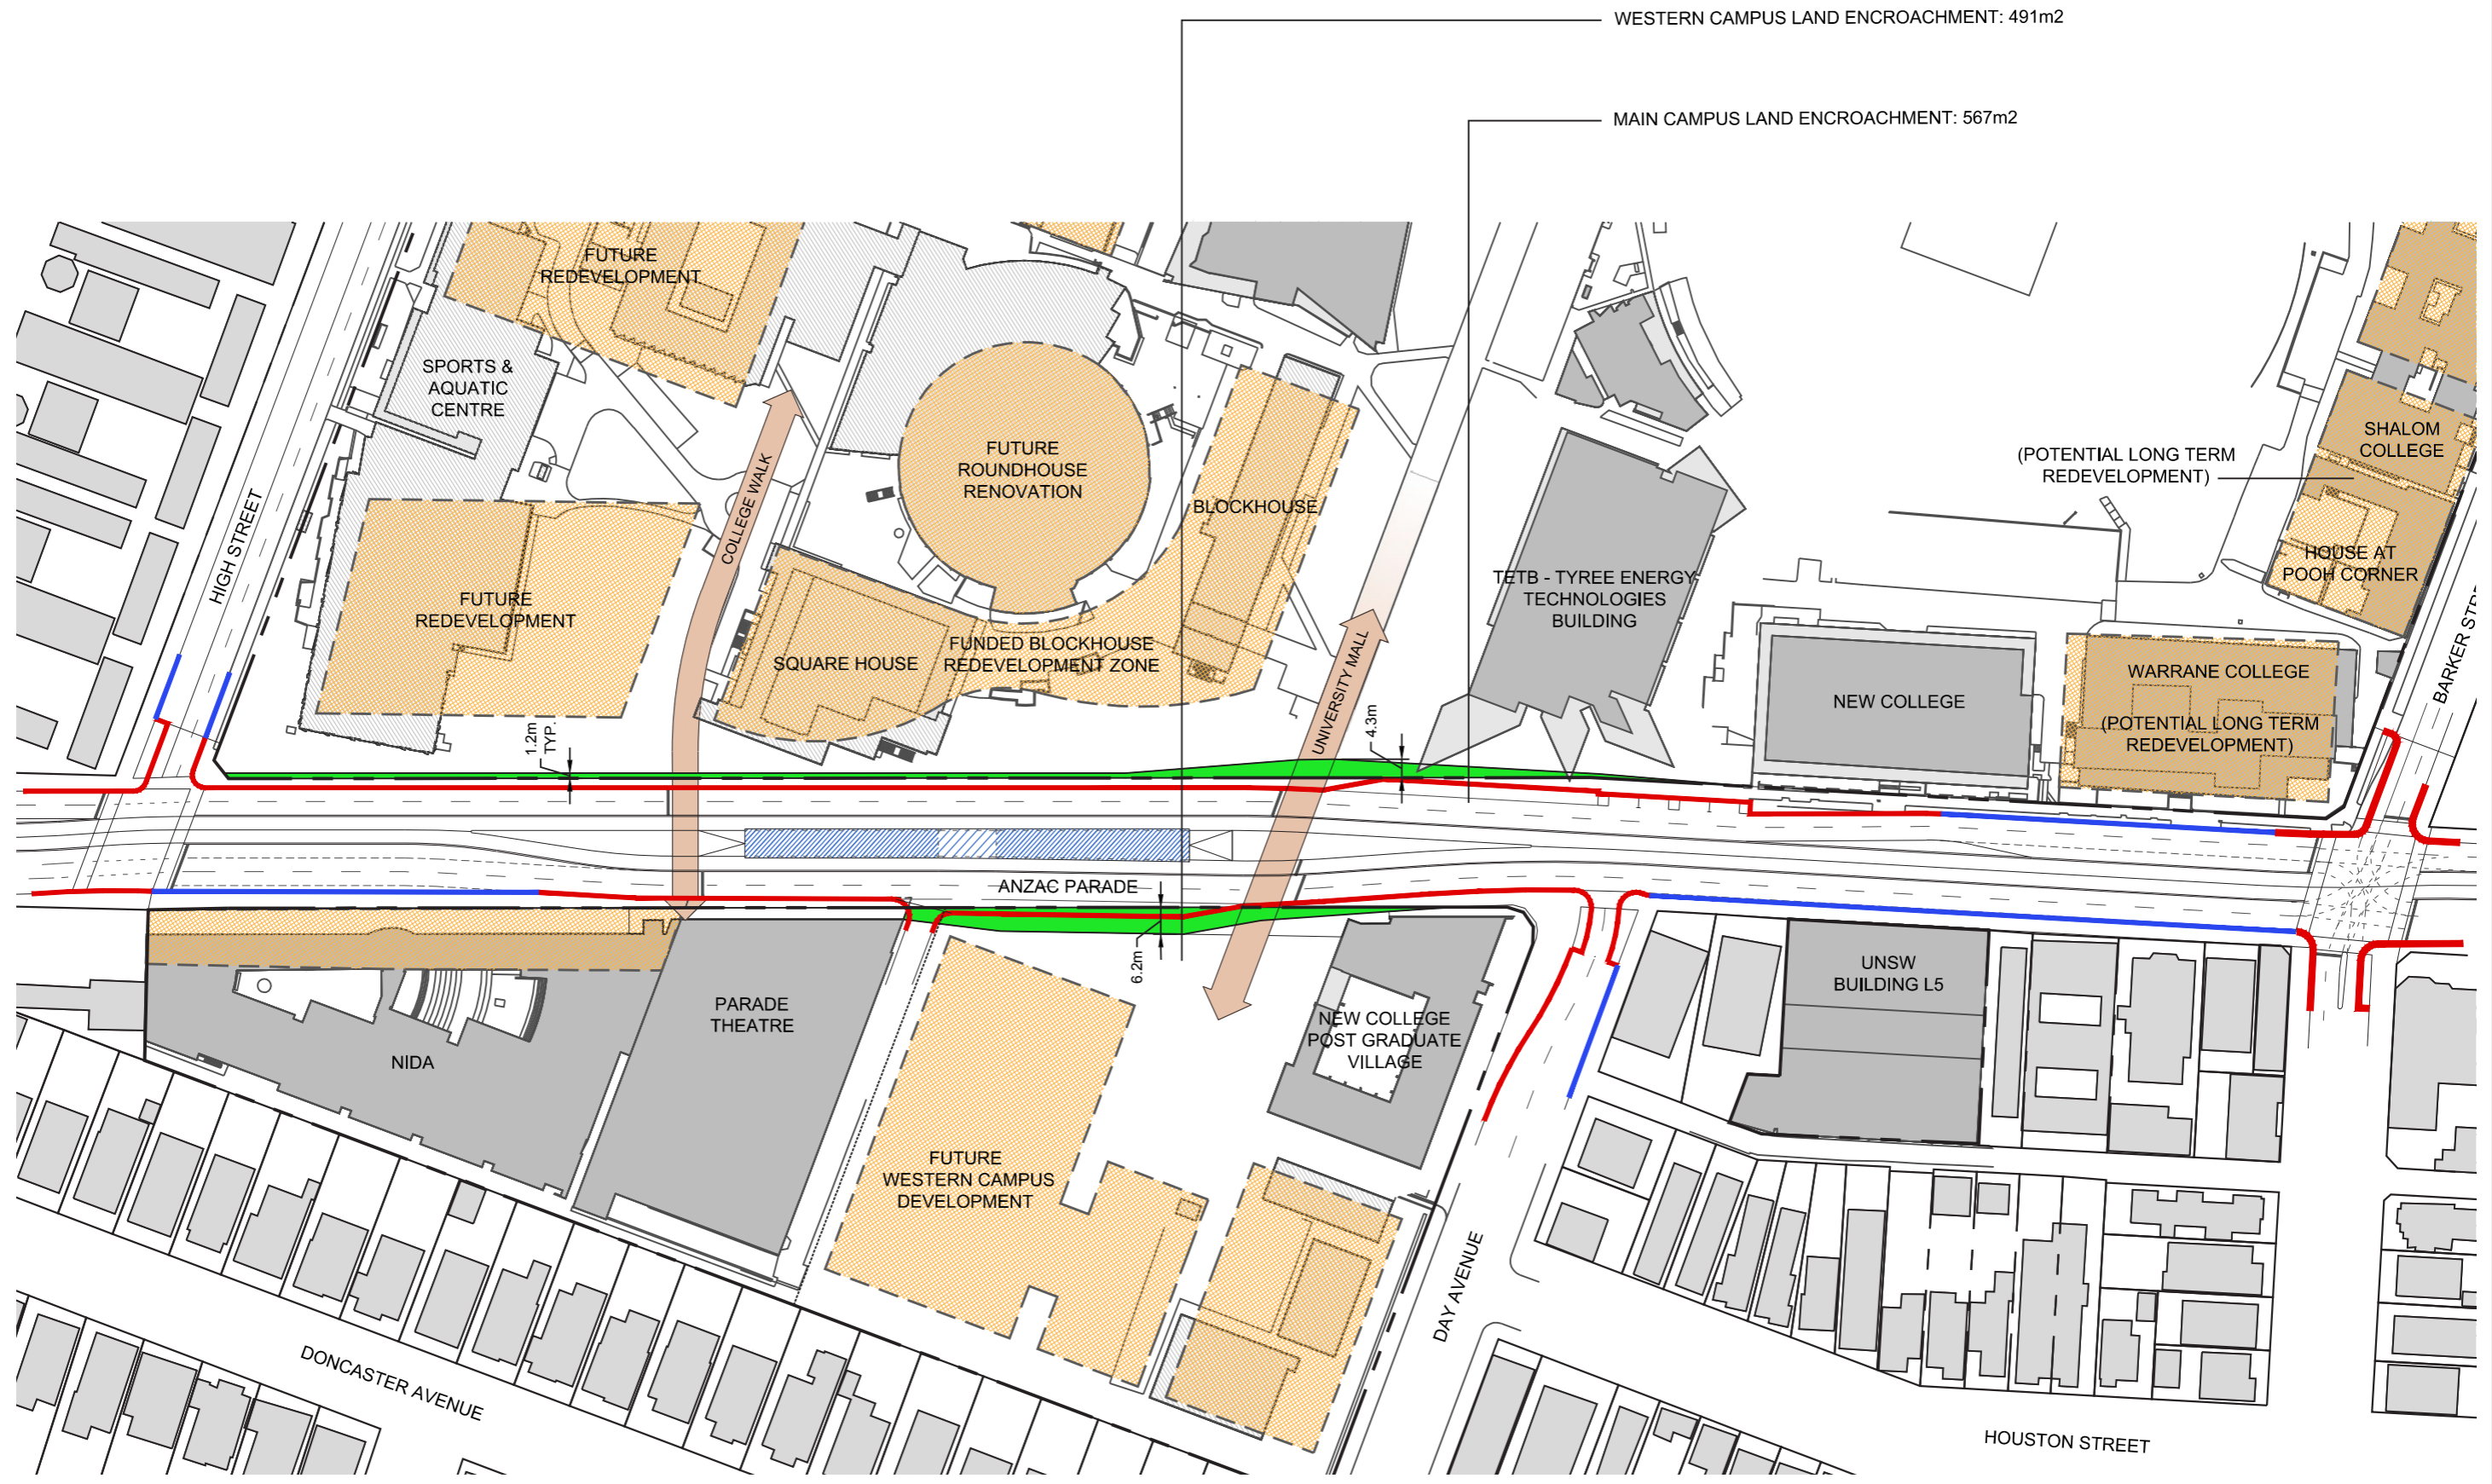 WESTERN CAMPUS LAND ENCROACHMENT: 491m2
MAIN CAMPUS LAND ENCROACHMENT: 567m2
FUTURE
REDEVELOPMENT
SPORTS &
AQUATIC
CENTRE
HIGH STREET
FUTURE
REDEVELOPMENT
COLLEGE WALK
FUTURE
ROUNDHOUSE
RENOVATION
BLOCKHOUSE
SQUARE HOUSE
FUNDED BLOCKHOUSE
REDEVELOPMENT ZONE
UNIVERSITY MALL
TETB - TYREE ENERGY
TECHNOLOGIES
BUILDING
(POTENTIAL LONG TERM
REDEVELOPMENT)
SHALOM
COLLEGE
HOUSE AT
POOH CORNER
NEW COLLEGE
WARRANE COLLEGE
(POTENTIAL LONG TERM
REDEVELOPMENT)
BARKER STRE
1.2m
TYP.
4.3m
ANZAC PARADE
6.2m
NIDA
PARADE
THEATRE
NEW COLLEGE
POST GRADUATE
VILLAGE
UNSW
BUILDING L5
FUTURE
WESTERN CAMPUS
DEVELOPMENT
DAY AVENUE
DONCASTER AVENUE
HOUSTON STREET